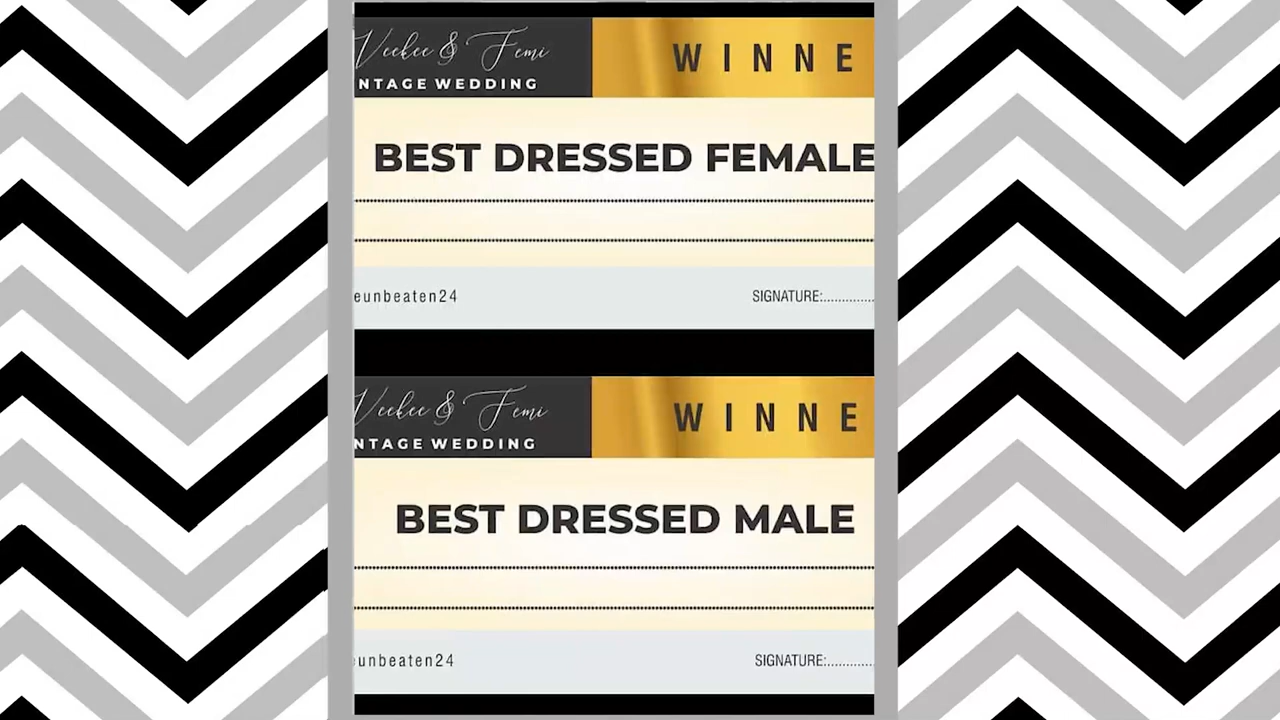 Veekee & Femi
NTAGE WEDDING
WINNE
BEST DRESSED FEMALE
eunbeaten24
SIGNATURE:..............
Veekee & Femi
NTAGE WEDDING
WINNE
BEST DRESSED MALE
eunbeaten24
SIGNATURE:..............